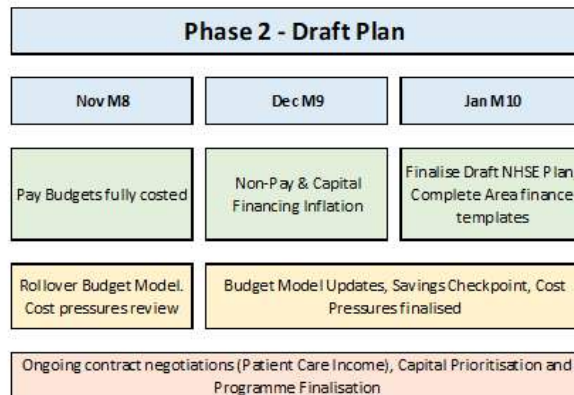 Phase 2 - Draft Plan
Nov M8
Dec M9
Jan M10
Pay Budgets fully costed
Non-Pay & Capital
Financing Inflation
Finalise Draft NHSE Plan,
Complete Area finance
templates
Rollover Budget Model.
Cost pressures review
Budget Model Updates, Savings Checkpoint, Cost
Pressures finalised
Ongoing contract negotiations (Patient Care Income), Capital Prioritisation and
Programme Finalisation